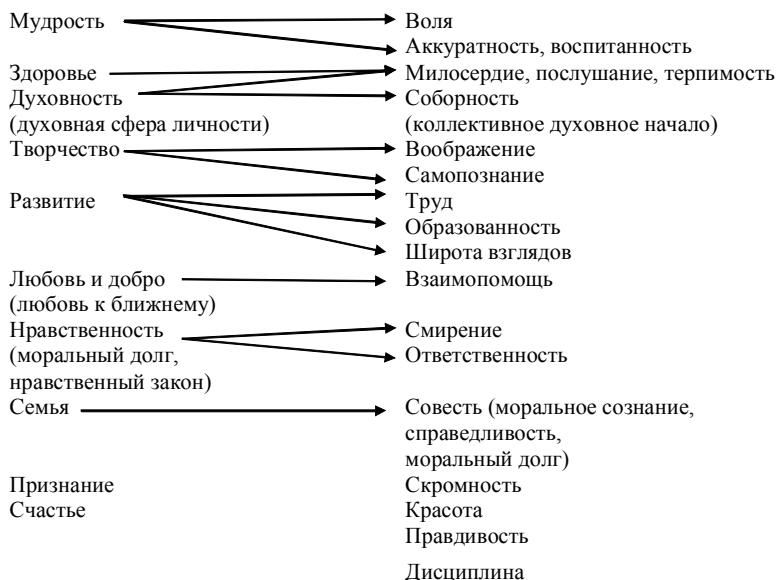 Мудрость
Воля
Аккуратность, воспитанность
Здоровье
Милосердие, послушание, терпимость
Духовность
(духовная сфера личности)
Соборность
(коллективное духовное начало)
Творчество
Воображение
Самопознание
Развитие
Труд
Образованность
Широта взглядов
Любовь и добро
(любовь к ближнему)
Взаимопомощь
Нравственность
(моральный долг,
нравственный закон)
Смирение
Ответственность
Семья
Совесть (моральное сознание,
справедливость,
моральный долг)
Признание
Скромность
Счастье
Красота
Правдивость
Дисциплина